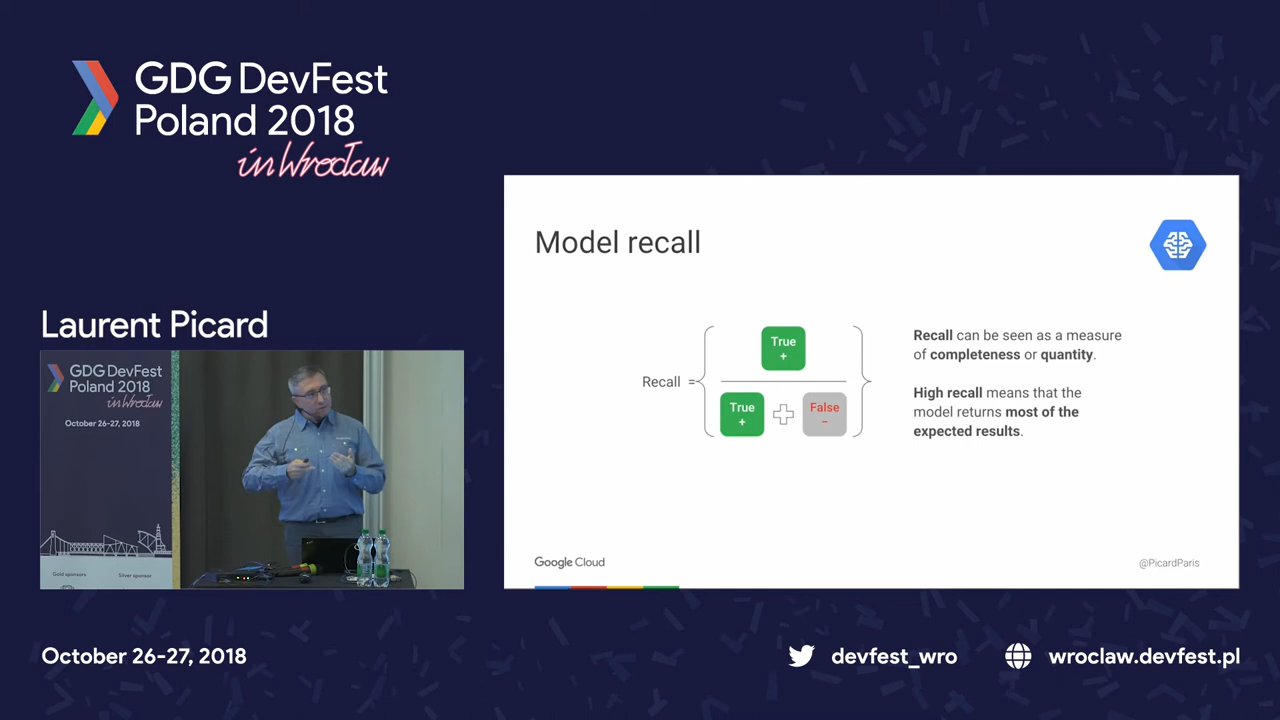 GDG DevFest
Poland 2018
in Wrocław
Laurent Picard
GDG DevFest
Poland 2018
in Wrocław
October 26-27, 2018
Gold sponsors
Silver sponsor
Model recall
Recall =
True
+
True
+
False
−
Recall can be seen as a measure
of completeness or quantity.
High recall means that the
model returns most of the
expected results.
Google Cloud
@PicardParis
October 26-27, 2018
devfest_wro
wroclaw.devfest.pl